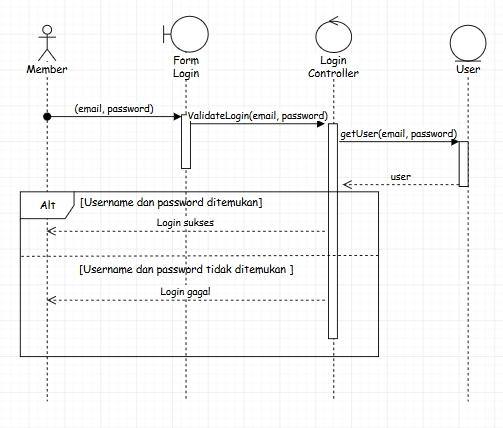 Member
Form
Login
Login
Controller
User
(email, password)
ValidateLogin(email, password)
getUser(email, password)
user
Alt
[Username dan password ditemukan]
Login sukses
[Username dan password tidak ditemukan ]
Login gagal